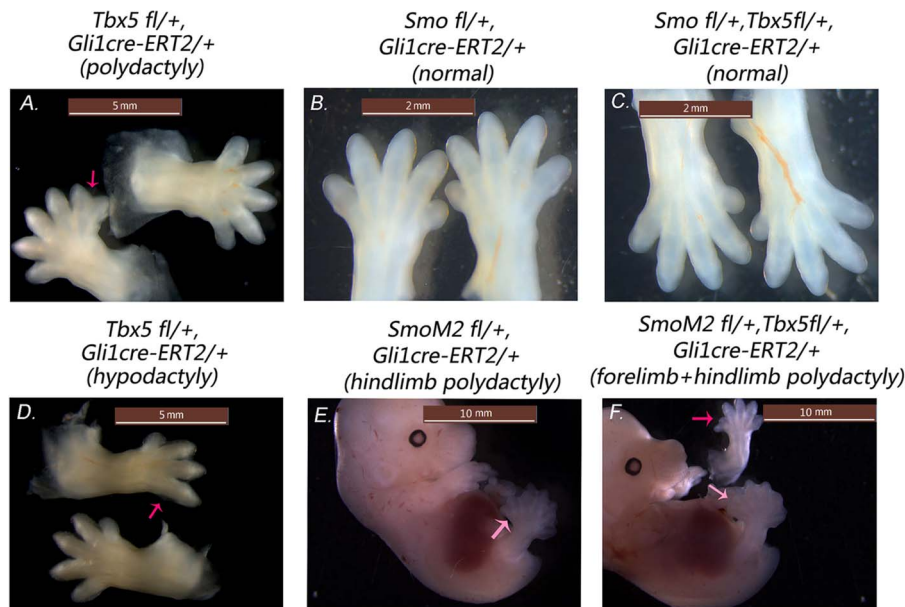 Tbx5 fl/+,
Gli1cre-ERT2/+
(polydactyly)
Smo fl/+,
Gli1cre-ERT2/+
(normal)
Smo fl/+,Tbx5fl/+,
Gli1cre-ERT2/+
(normal)
A.
5 mm
B.
2 mm
C.
2 mm
Tbx5 fl/+,
Gli1cre-ERT2/+
(hypodactyly)
SmoM2 fl/+,
Gli1cre-ERT2/+
(hindlimb polydactyly)
SmoM2 fl/+,Tbx5fl/+,
Gli1cre-ERT2/+
(forelimb+hindlimb polydactyly)
D.
5 mm
E.
10 mm
F.
10 mm